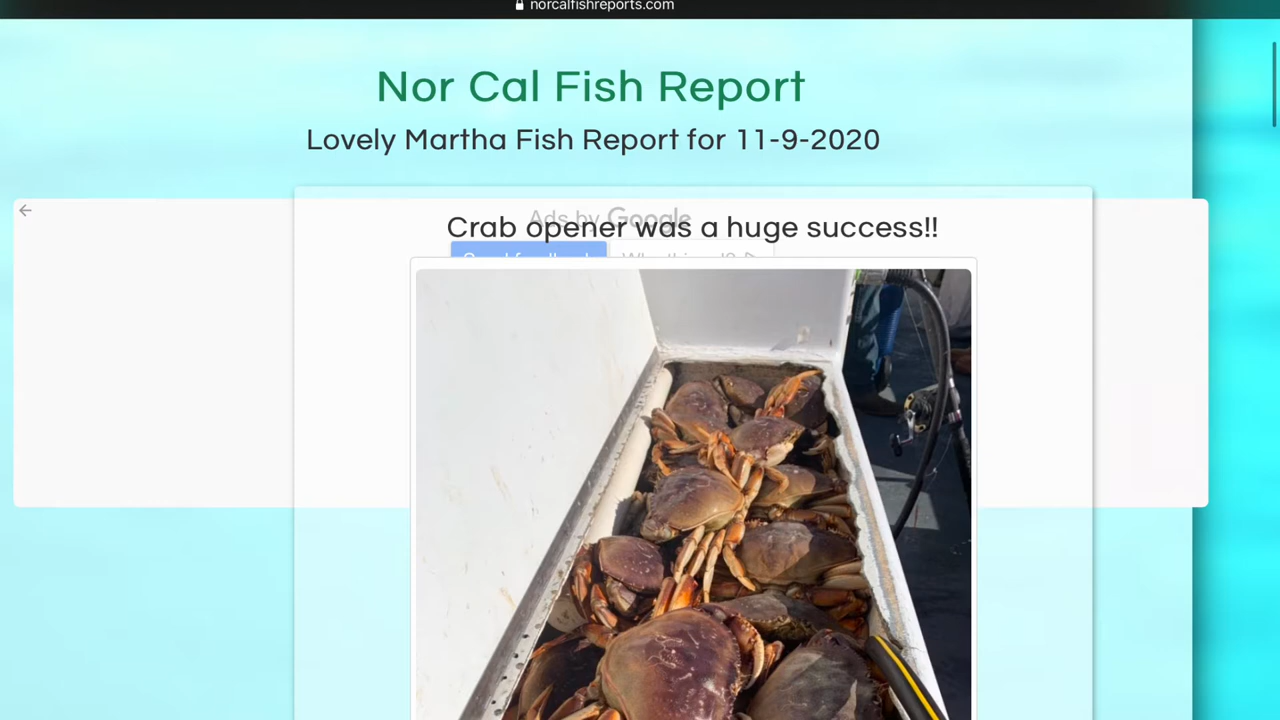 norcalfishreports.com
Nor Cal Fish Report
Lovely Martha Fish Report for 11-9-2020
Ads by Google
Crab opener was a huge success!!